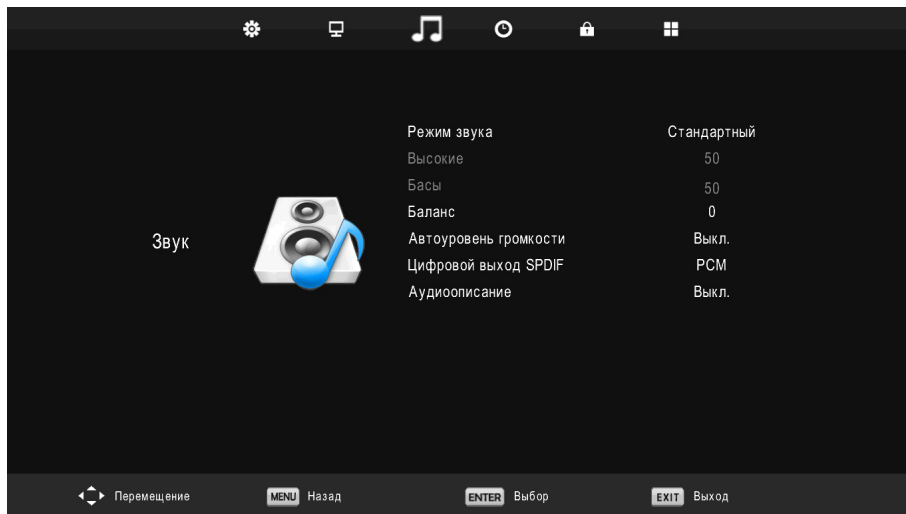 Режим звука Стандартный
Высокие 50
Басы 50
Баланс 0
Звук
Автоуровень громкости Выкл.
Цифровой выход SPDIF PCM
Аудиоописание Выкл.
Перемещение MENU Назад ENTER Выбор EXIT Выход